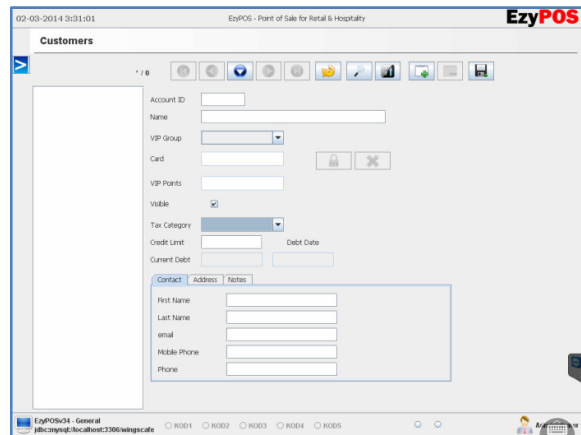 02-03-2014 3:31:01
EzyPOS - Point of Sale for Retail & Hospitality
EzyPOS
Customers
* / 0
Account ID
Name
VIP Group
Card
VIP Points
Visible
Tax Category
Credit Limit
Debt Date
Current Debt
Contact Address Notes
First Name
Last Name
email
Mobile Phone
Phone
EzyPOSv34 - General
jdbc:mysql://localhost:3306/wingscafe
KOD1 KOD2 KOD3 KOD4 KOD5